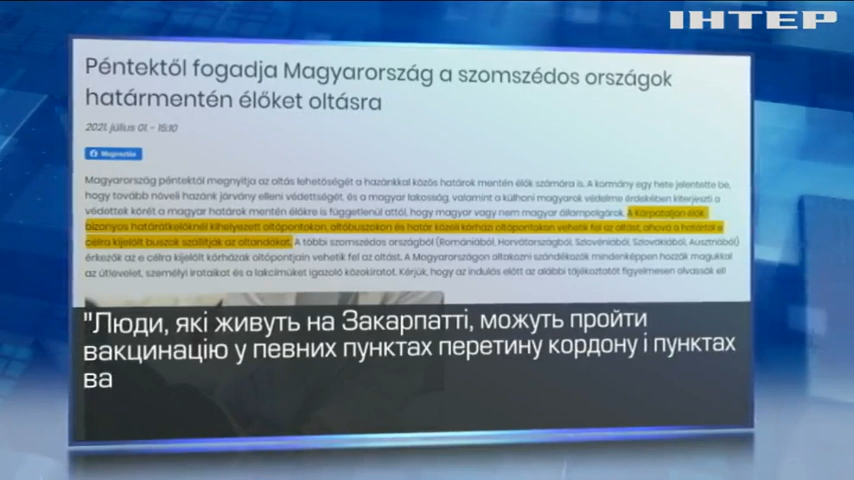 ІНТЕР
Péntektől fogadja Magyarország a szomszédos országok
határmentén élőket oltásra
2021. július 01. - 15:10
Megosztás
Magyarország péntektől megnyitja az oltás lehetőségét a hazánkkal közös határok mentén élők számára is. A kormány egy hete jelentette be,
hogy tovább növeli hazánk járvány elleni védettségét, és a magyar lakosság, valamint a külhoni magyarok védelme érdekében kiterjeszti a
védettek körét a magyar határok mentén élőkre is függetlenül attól, hogy magyar vagy nem magyar állampolgárok. A Kárpátalján élők
bizonyos határátkelőknél kihelyezett oltópontokon, oltóbuszokon és határ közeli kórházi oltópontokon vehetik fel az oltást, ahova a határtól e
célra kijelölt buszok szállítják az oltandókat. A többi szomszédos országból (Romániából, Horvátországból, Szlovéniából, Szlovákiából, Ausztriából)
érkezők az e célra kijelölt kórházak oltópontjain vehetik fel az oltást. A Magyarországon oltakozni szándékozók mindenképpen hozzák magukkal
az útlevelet, személyi irataikat és a lakcímüket igazoló közokiratot. Kérjük, hogy az indulás előtt az alábbi tájékoztatót figyelmesen olvassák el!
"Люди, які живуть на Закарпатті, можуть пройти
вакцинацію у певних пунктах перетину кордону і пунктах
ва